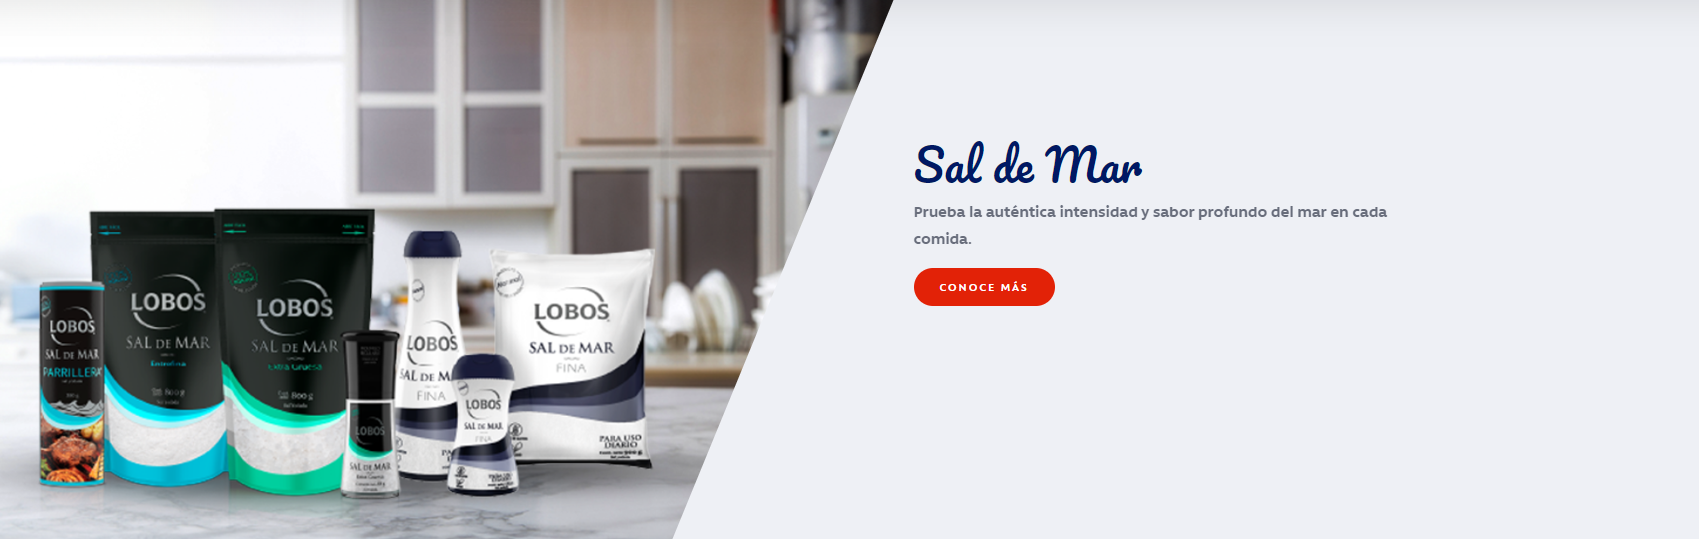 Sal de Mar
Prueba la auténtica intensidad y sabor profundo del mar en cada
comida.
CONOCE MÁS
LOBOS
SAL DE MAR
PARRILLERA
LOBOS
SAL DE MAR
Entrefina
800 g
LOBOS
SAL DE MAR
Extra Gruesa
800 g
LOBOS
SAL DE MAR
LOBOS
SAL DE M
FINA
LOBOS
SAL DE MAR
FINA
LOBOS
SAL DE MAR
FINA
PARA USO
DIARIO
900 g